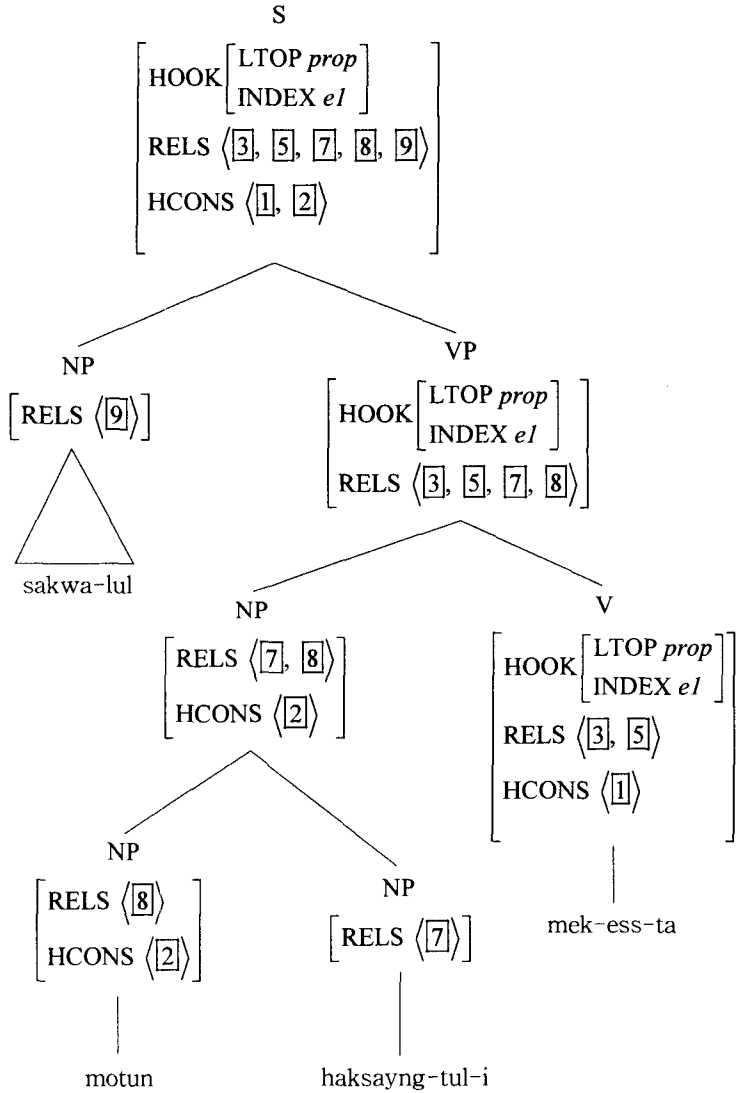 S
HOOK [LTOP prop
INDEX e1]
RELS ⟨[3], [5], [7], [8], [9]⟩
HCONS ⟨[1], [2]⟩
NP
[RELS ⟨[9]⟩]
sakwa-lul
VP
HOOK [LTOP prop
INDEX e1]
RELS ⟨[3], [5], [7], [8]⟩
NP
RELS ⟨[7], [8]⟩
HCONS ⟨[2]⟩
V
HOOK [LTOP prop
INDEX e1]
RELS ⟨[3], [5]⟩
HCONS ⟨[1]⟩
mek-ess-ta
NP
RELS ⟨[8]⟩
HCONS ⟨[2]⟩
motun
NP
[RELS ⟨[7]⟩]
haksayng-tul-i